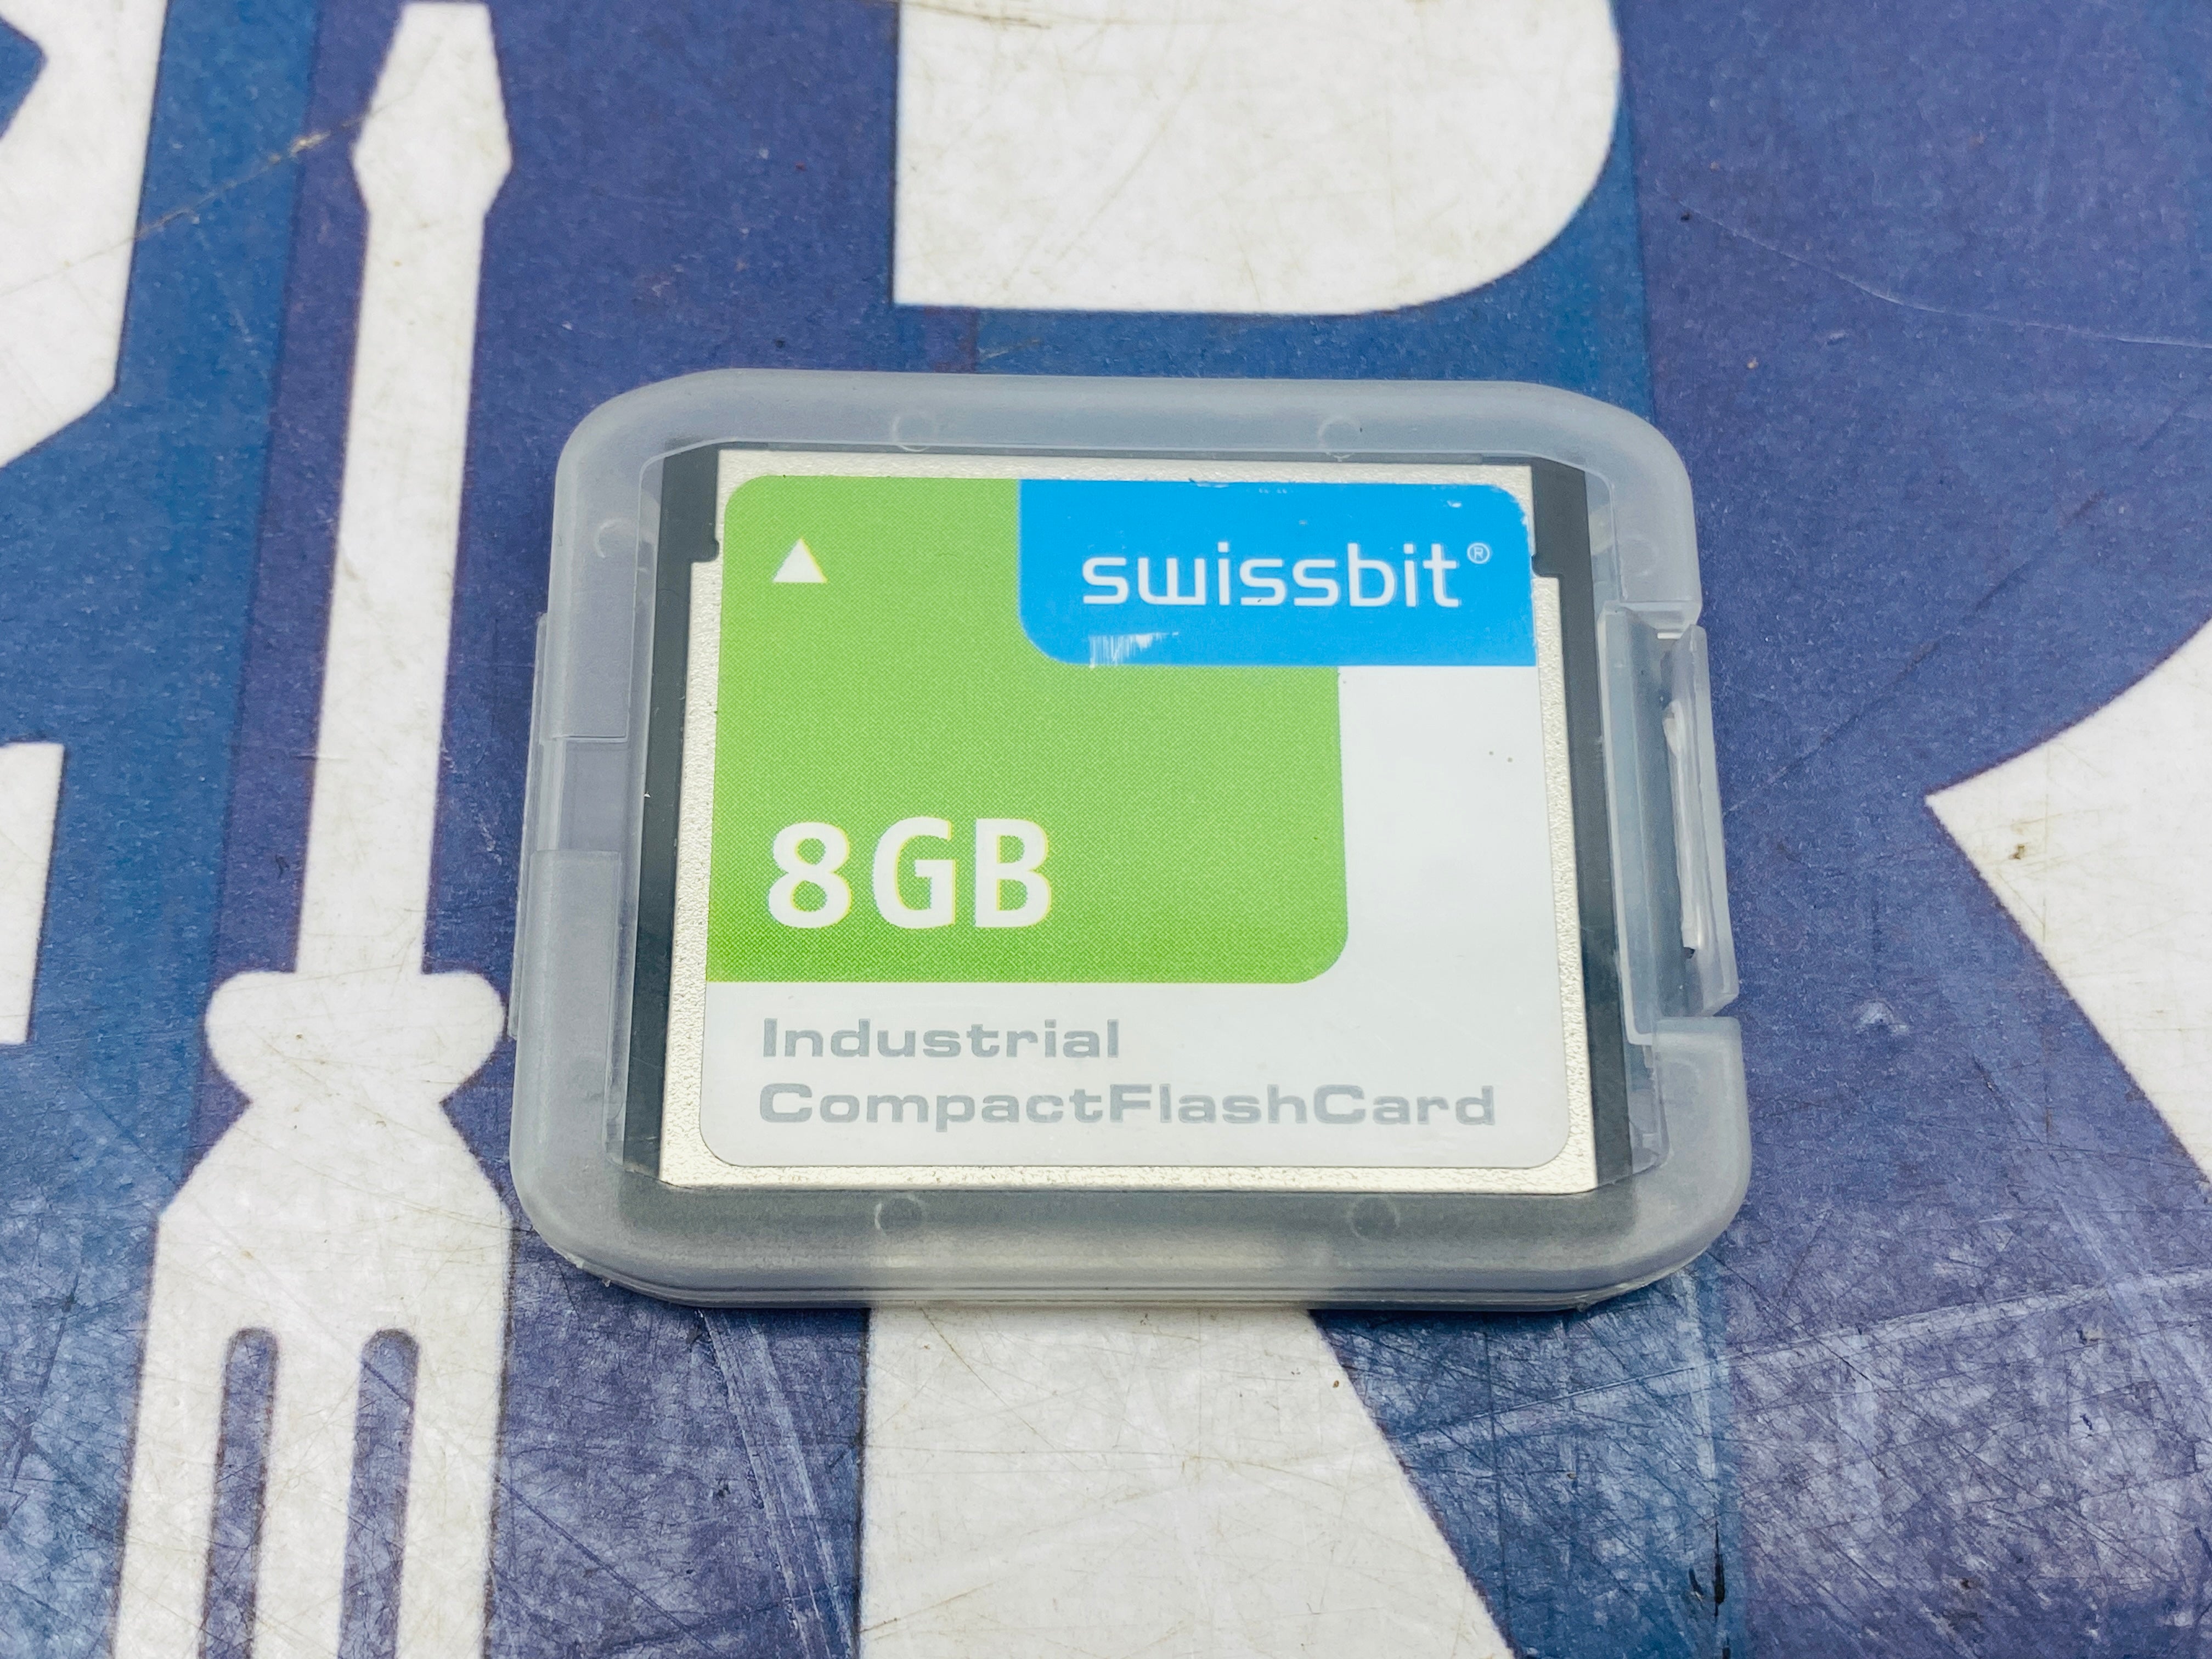 swissbit®
8GB
Industrial
CompactFlashCard